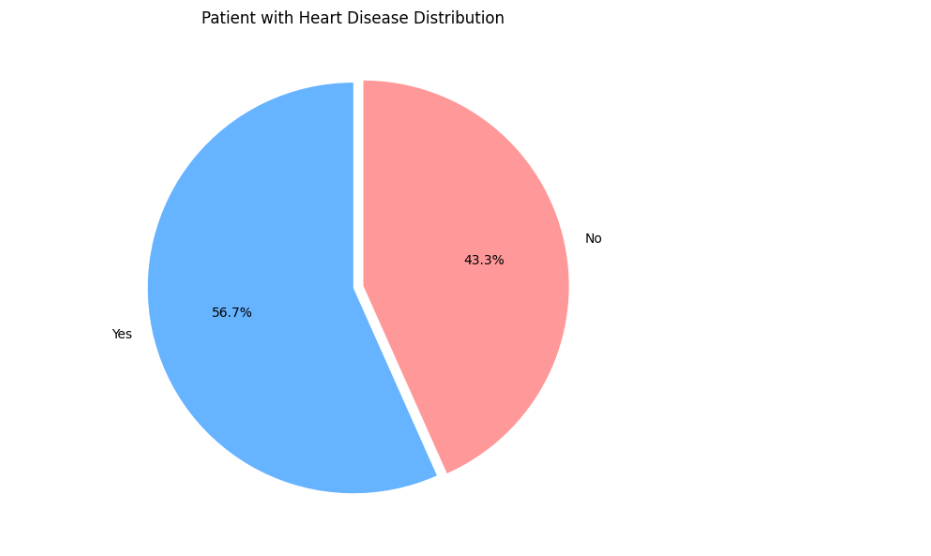 Patient with Heart Disease Distribution
No
43.3%
56.7%
Yes